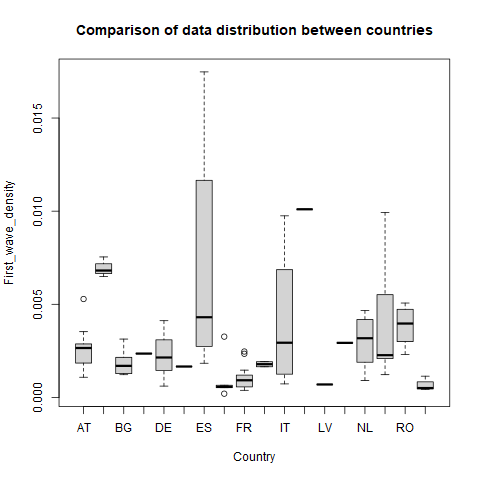 Comparison of data distribution between countries
First_wave_density
0.015
0.010
0.005
0.000
AT BG DE ES FR IT LV NL RO
Country